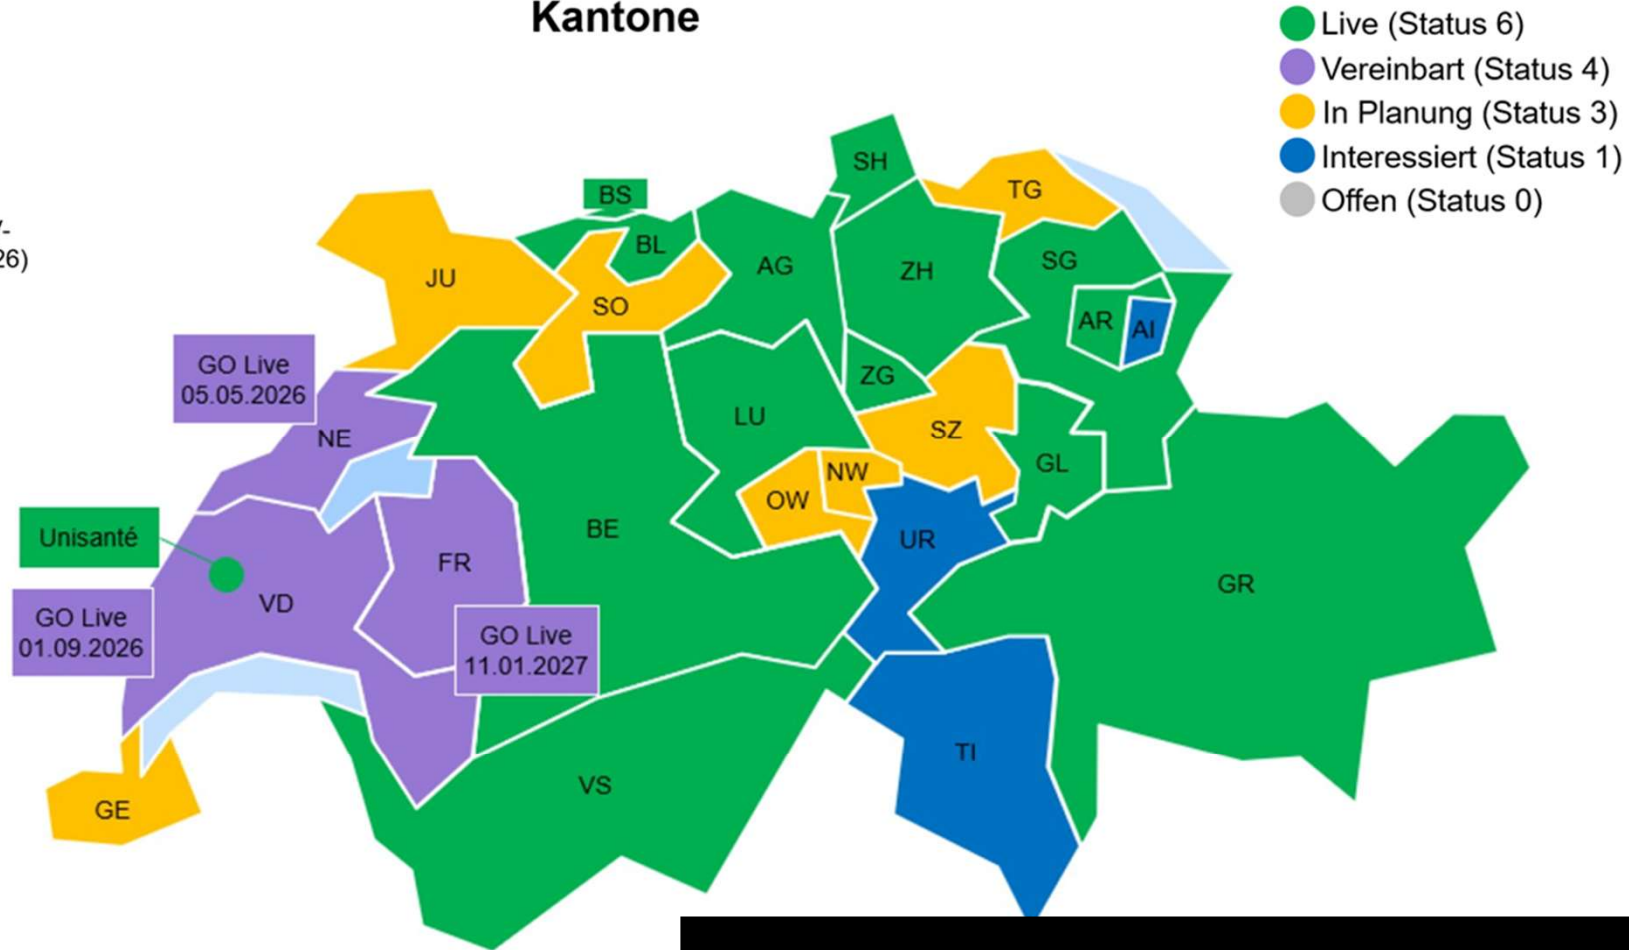 Kantone
Live (Status 6)
Vereinbart (Status 4)
In Planung (Status 3)
Interessiert (Status 1)
Offen (Status 0)
26)
SH
BS
TG
BL
JU
AG
ZH
SG
SO
AR
AI
GO Live
05.05.2026
ZG
LU
NE
SZ
GL
NW
OW
Unisanté
BE
UR
FR
GR
VD
GO Live
01.09.2026
GO Live
11.01.2027
TI
VS
GE